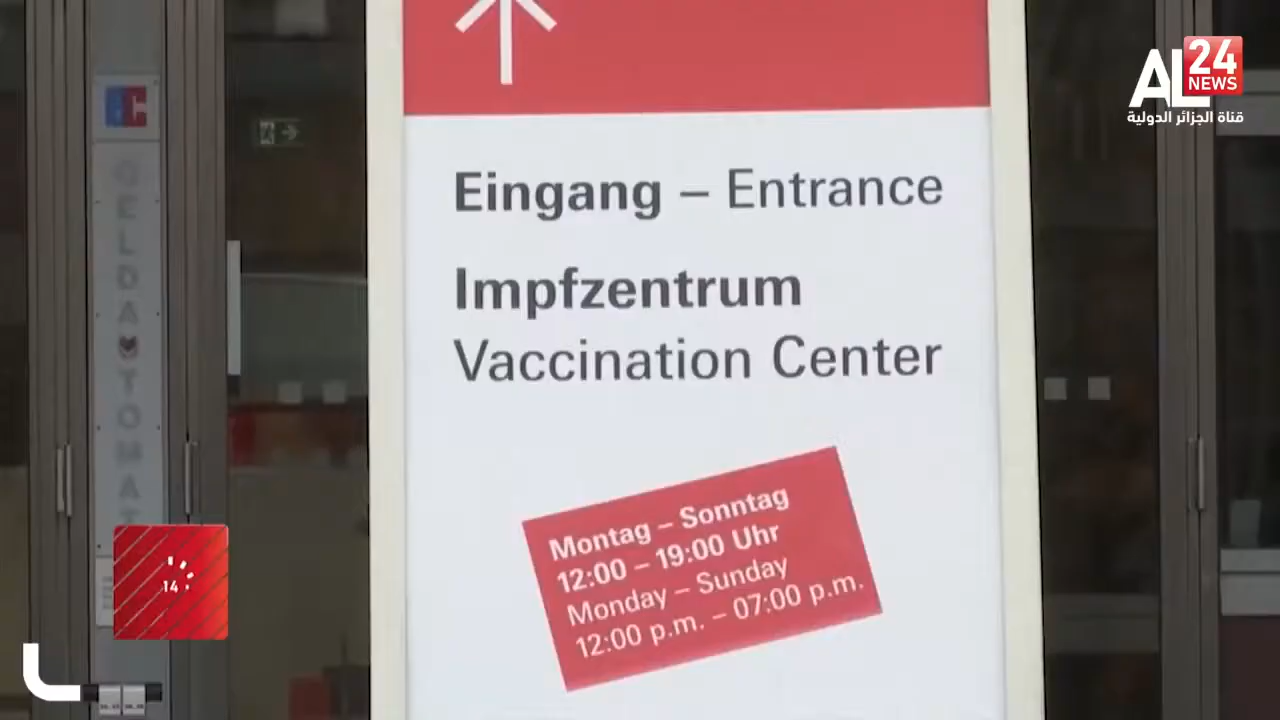 AL
24
NEWS
قناة الجزائر الدولية
GELDAUTOMAT
Eingang – Entrance
Impfzentrum
Vaccination Center
Montag – Sonntag
12:00 – 19:00 Uhr
Monday – Sunday
12:00 p.m. – 07:00 p.m.
14